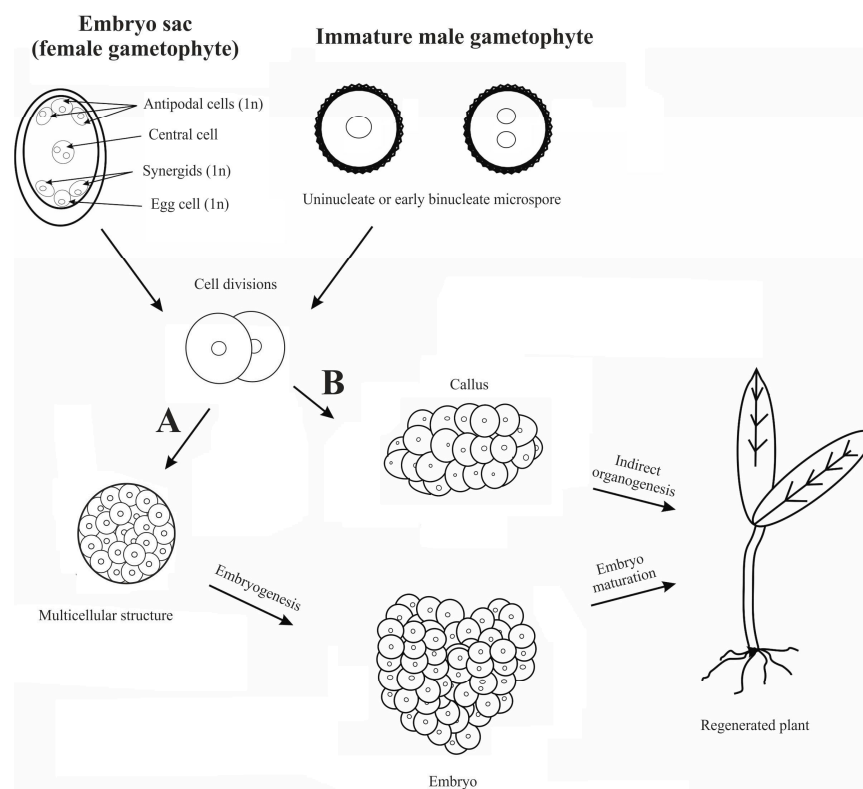 Embryo sac
(female gametophyte)
Immature male gametophyte
Antipodal cells (1n)
Central cell
Synergids (1n)
Egg cell (1n)
Uninucleate or early binucleate microspore
Cell divisions
A
B
Callus
Indirect
organogenesis
Multicellular structure
Embryogenesis
Embryo
maturation
Embryo
Regenerated plant